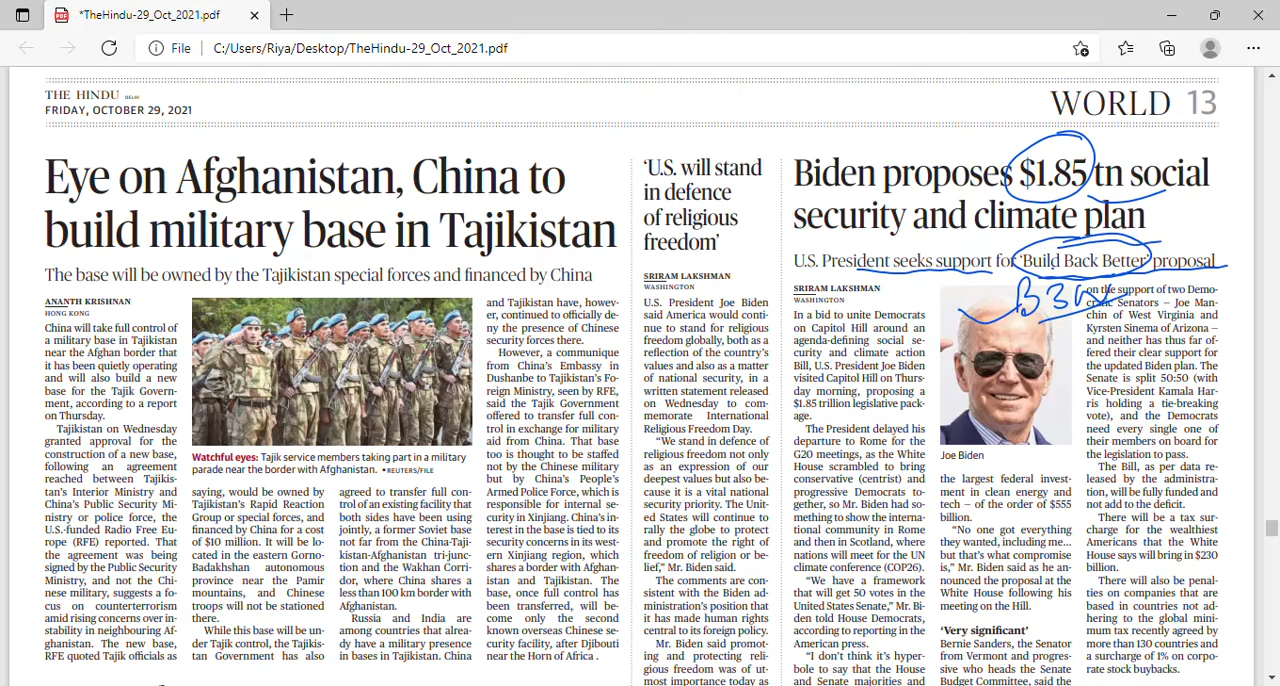 *TheHindu-29_Oct_2021.pdf
File
C:/Users/Riya/Desktop/TheHindu-29_Oct_2021.pdf
THE HINDU DELHI
FRIDAY, OCTOBER 29, 2021
WORLD 13
Eye on Afghanistan, China to
build military base in Tajikistan
The base will be owned by the Tajikistan special forces and financed by China
ANANTH KRISHNAN
HONG KONG
China will take full control of
a military base in Tajikistan
near the Afghan border that
it has been quietly operating
and will also build a new
base for the Tajik Govern-
ment, according to a report
on Thursday.
Tajikistan on Wednesday
granted approval for the
construction of a new base,
following an agreement
reached between Tajikis-
tan's Interior Ministry and
China's Public Security Mi-
nistry or police force, the
U.S.-funded Radio Free Eu-
rope (RFE) reported. That
the agreement was being
signed by the Public Security
Ministry, and not the Chi-
nese military, suggests a fo-
cus on counterterrorism
amid rising concerns over in-
stability in neighbouring Af-
ghanistan. The new base,
RFE quoted Tajik officials as
Watchful eyes: Tajik service members taking part in a military
parade near the border with Afghanistan. ▪REUTERS/FILE
saying, would be owned by
Tajikistan's Rapid Reaction
Group or special forces, and
financed by China for a cost
of $10 million. It will be lo-
cated in the eastern Gorno-
Badakhshan autonomous
province near the Pamir
mountains, and Chinese
troops will not be stationed
there.
While this base will be un-
der Tajik control, the Tajikis-
tan Government has also
agreed to transfer full con-
trol of an existing facility that
both sides have been using
jointly, a former Soviet base
not far from the China-Taji-
kistan-Afghanistan tri-junc-
tion and the Wakhan Corri-
dor, where China shares a
less than 100 km border with
Afghanistan.
Russia and India are
among countries that alrea-
dy have a military presence
in bases in Tajikistan. China
and Tajikistan have, howev-
er, continued to officially de-
ny the presence of Chinese
security forces there.
However, a communique
from China's Embassy in
Dushanbe to Tajikistan's Fo-
reign Ministry, seen by RFE,
said the Tajik Government
offered to transfer full con-
trol in exchange for military
aid from China. That base
too is thought to be staffed
not by the Chinese military
but by China's People's
Armed Police Force, which is
responsible for internal se-
curity in Xinjiang. China's in-
terest in the base is tied to its
security concerns in its west-
ern Xinjiang region, which
shares a border with Afghan-
istan and Tajikistan. The
base, once full control has
been transferred, will be-
come only the second
known overseas Chinese se-
curity facility, after Djibouti
near the Horn of Africa .
'U.S. will stand
in defence
of religious
freedom'
SRIRAM LAKSHMAN
WASHINGTON
U.S. President Joe Biden
said America would conti-
nue to stand for religious
freedom globally, both as a
reflection of the country's
values and also as a matter
of national security, in a
written statement released
on Wednesday to com-
memorate International
Religious Freedom Day.
"We stand in defence of
religious freedom not only
as an expression of our
deepest values but also be-
cause it is a vital national
security priority. The Unit-
ed States will continue to
rally the globe to protect
and promote the right of
freedom of religion or be-
lief," Mr. Biden said.
The comments are con-
sistent with the Biden ad-
ministration's position that
it has made human rights
central to its foreign policy.
Mr. Biden said promot-
ing and protecting reli-
gious freedom was of ut-
most importance today as
Biden proposes $1.85 tn social
security and climate plan
U.S. President seeks support for 'Build Back Better' proposal
B3W
SRIRAM LAKSHMAN
WASHINGTON
In a bid to unite Democrats
on Capitol Hill around an
agenda-defining social se-
curity and climate action
Bill, U.S. President Joe Biden
visited Capitol Hill on Thurs-
day morning, proposing a
$1.85 trillion legislative pack-
age.
The President delayed his
departure to Rome for the
G20 meetings, as the White
House scrambled to bring
conservative (centrist) and
progressive Democrats to-
gether, so Mr. Biden had so-
mething to show the interna-
tional community in Rome
and then in Scotland, where
nations will meet for the UN
climate conference (COP26).
"We have a framework
that will get 50 votes in the
United States Senate," Mr. Bi-
den told House Democrats,
according to reporting in the
American press.
"I don't think it's hyper-
bole to say that the House
and Senate majorities and
Joe Biden
the largest federal invest-
ment in clean energy and
tech – of the order of $555
billion.
"No one got everything
they wanted, including me...
but that's what compromise
is," Mr. Biden said as he an-
nounced the proposal at the
White House following his
meeting on the Hill.
'Very significant'
Bernie Sanders, the Senator
from Vermont and progres-
sive who heads the Senate
Budget Committee, said the
on the support of two Demo-
cratic Senators – Joe Man-
chin of West Virginia and
Kyrsten Sinema of Arizona –
and neither has thus far of-
fered their clear support for
the updated Biden plan. The
Senate is split 50:50 (with
Vice-President Kamala Har-
ris holding a tie-breaking
vote), and the Democrats
need every single one of
their members on board for
the legislation to pass.
The Bill, as per data re-
leased by the administra-
tion, will be fully funded and
not add to the deficit.
There will be a tax sur-
charge for the wealthiest
Americans that the White
House says will bring in $230
billion.
There will also be penal-
ties on companies that are
based in countries not ad-
hering to the global mini-
mum tax recently agreed by
more than 130 countries and
a surcharge of 1% on corpo-
rate stock buybacks.